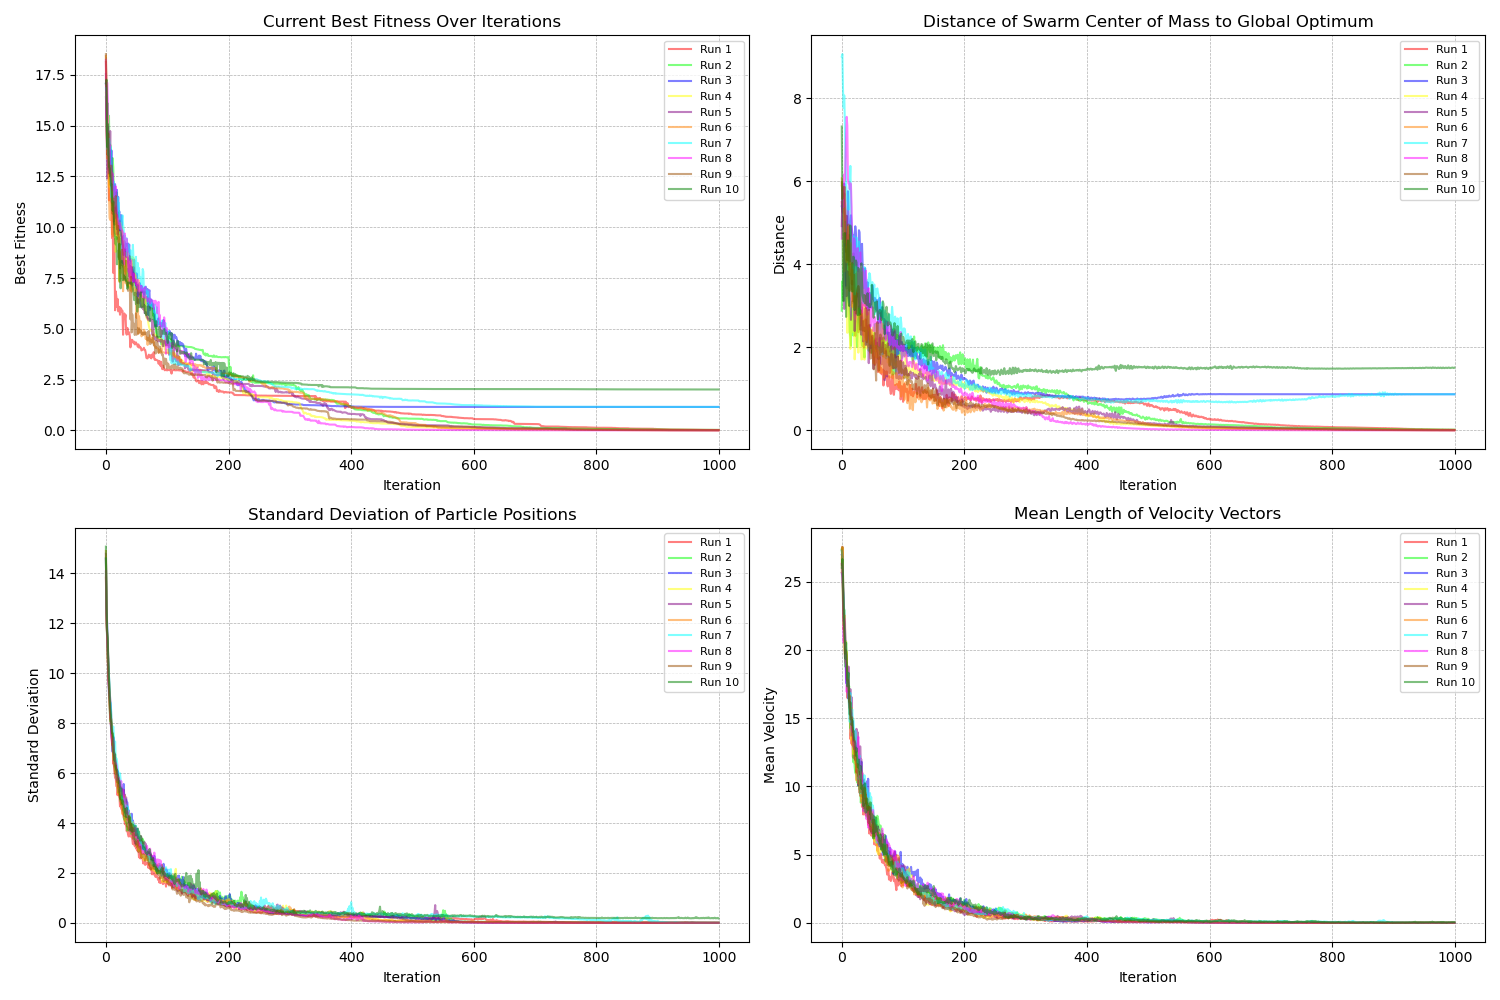 Current Best Fitness Over Iterations
17.5
15.0
12.5
10.0
7.5
5.0
2.5
0.0
Best Fitness
0 200 400 600 800 1000
Iteration
Run 1
Run 2
Run 3
Run 4
Run 5
Run 6
Run 7
Run 8
Run 9
Run 10
Distance of Swarm Center of Mass to Global Optimum
8
6
4
2
0
Distance
0 200 400 600 800 1000
Iteration
Run 1
Run 2
Run 3
Run 4
Run 5
Run 6
Run 7
Run 8
Run 9
Run 10
Standard Deviation of Particle Positions
14
12
10
8
6
4
2
0
Standard Deviation
0 200 400 600 800 1000
Iteration
Run 1
Run 2
Run 3
Run 4
Run 5
Run 6
Run 7
Run 8
Run 9
Run 10
Mean Length of Velocity Vectors
25
20
15
10
5
0
Mean Velocity
0 200 400 600 800 1000
Iteration
Run 1
Run 2
Run 3
Run 4
Run 5
Run 6
Run 7
Run 8
Run 9
Run 10